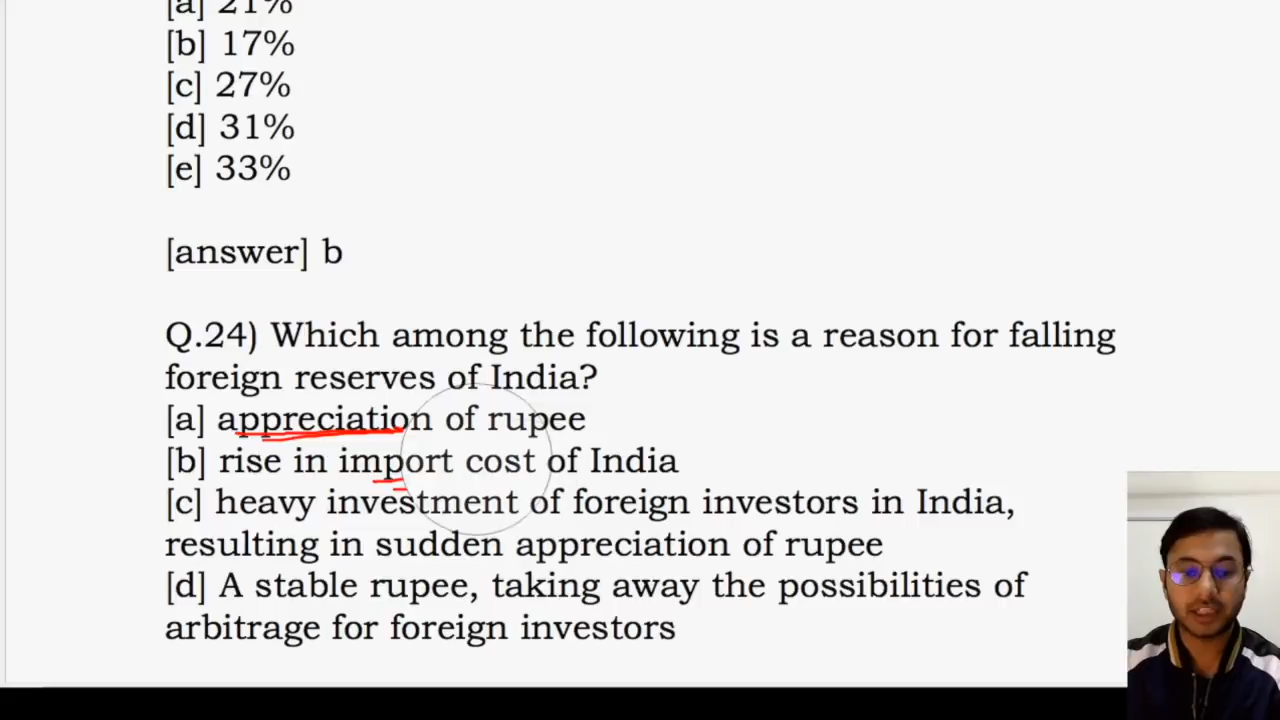 [a] 21%
[b] 17%
[c] 27%
[d] 31%
[e] 33%
[answer] b
Q.24) Which among the following is a reason for falling
foreign reserves of India?
[a] appreciation of rupee
[b] rise in import cost of India
[c] heavy investment of foreign investors in India,
resulting in sudden appreciation of rupee
[d] A stable rupee, taking away the possibilities of
arbitrage for foreign investors